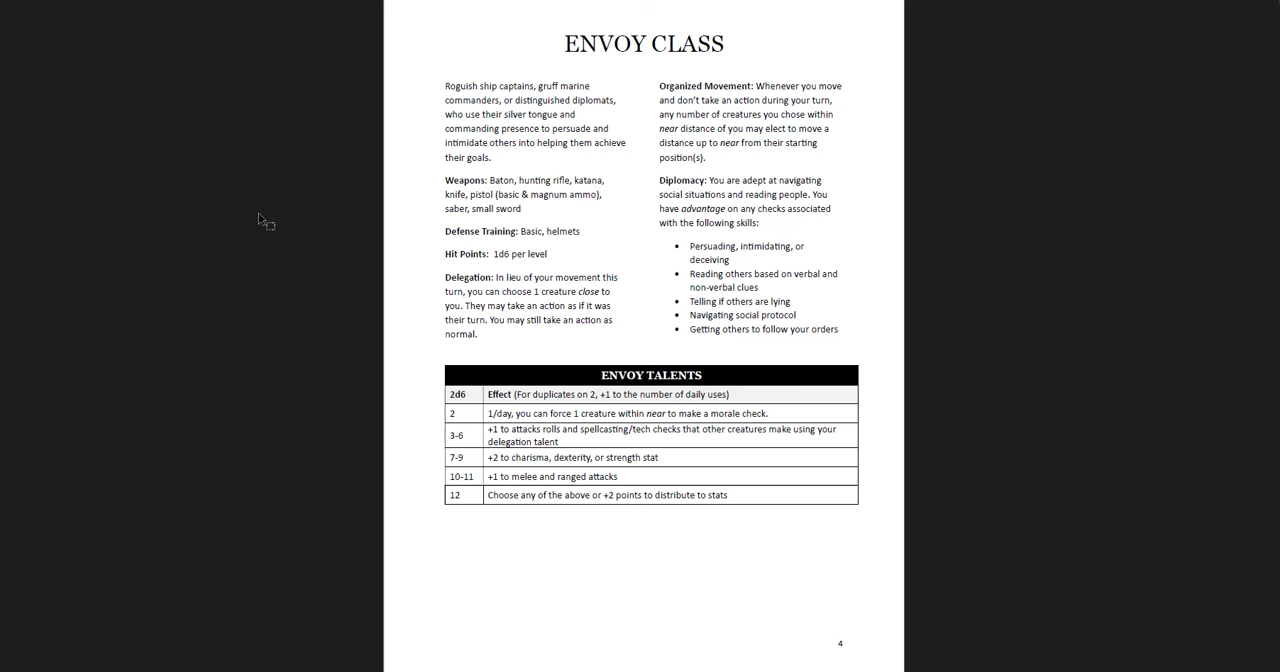 ENVOY CLASS
Roguish ship captains, gruff marine
commanders, or distinguished diplomats,
who use their silver tongue and
commanding presence to persuade and
intimidate others into helping them achieve
their goals.
Weapons: Baton, hunting rifle, katana,
knife, pistol (basic & magnum ammo),
saber, small sword
Defense Training: Basic, helmets
Hit Points: 1d6 per level
Delegation: In lieu of your movement this
turn, you can choose 1 creature close to
you. They may take an action as if it was
their turn. You may still take an action as
normal.
Organized Movement: Whenever you move
and don't take an action during your turn,
any number of creatures you chose within
near distance of you may elect to move a
distance up to near from their starting
position(s).
Diplomacy: You are adept at navigating
social situations and reading people. You
have advantage on any checks associated
with the following skills:
• Persuading, intimidating, or
deceiving
• Reading others based on verbal and
non-verbal clues
• Telling if others are lying
• Navigating social protocol
• Getting others to follow your orders
ENVOY TALENTS
2d6 Effect (For duplicates on 2, +1 to the number of daily uses)
2 1/day, you can force 1 creature within near to make a morale check.
3-6 +1 to attacks rolls and spellcasting/tech checks that other creatures make using your
delegation talent
7-9 +2 to charisma, dexterity, or strength stat
10-11 +1 to melee and ranged attacks
12 Choose any of the above or +2 points to distribute to stats
4